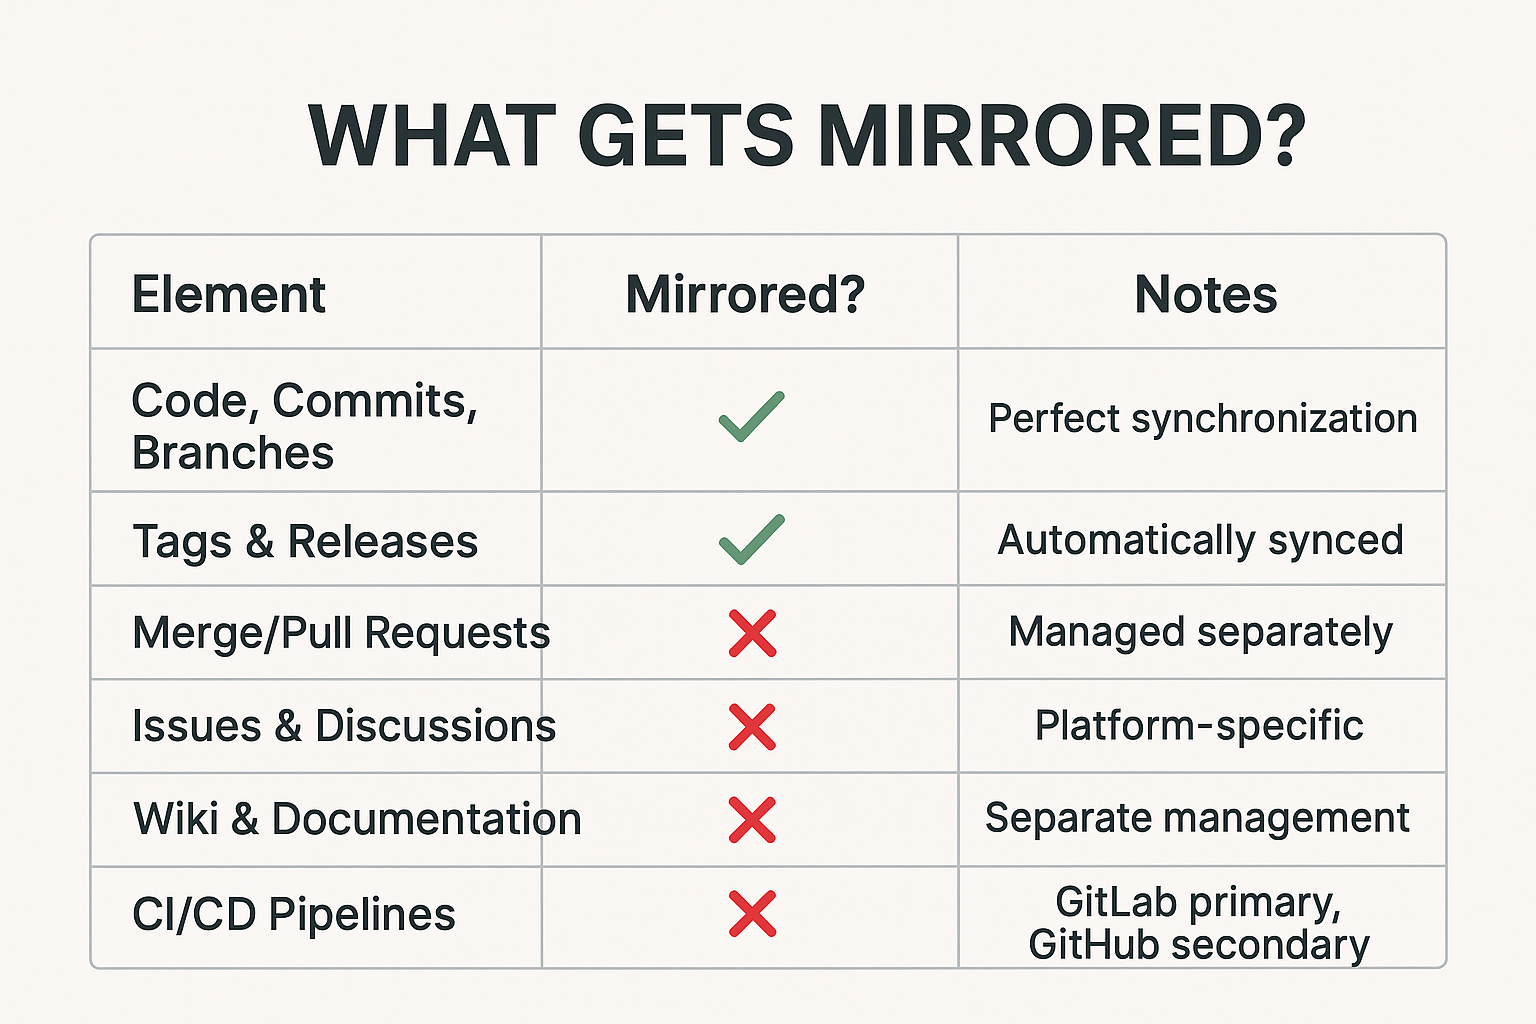 WHAT GETS MIRRORED?
Element
Mirrored?
Notes
Code, Commits,
Branches
Perfect synchronization
Tags & Releases
Automatically synced
Merge/Pull Requests
Managed separately
Issues & Discussions
Platform-specific
Wiki & Documentation
Separate management
CI/CD Pipelines
GitLab primary,
GitHub secondary